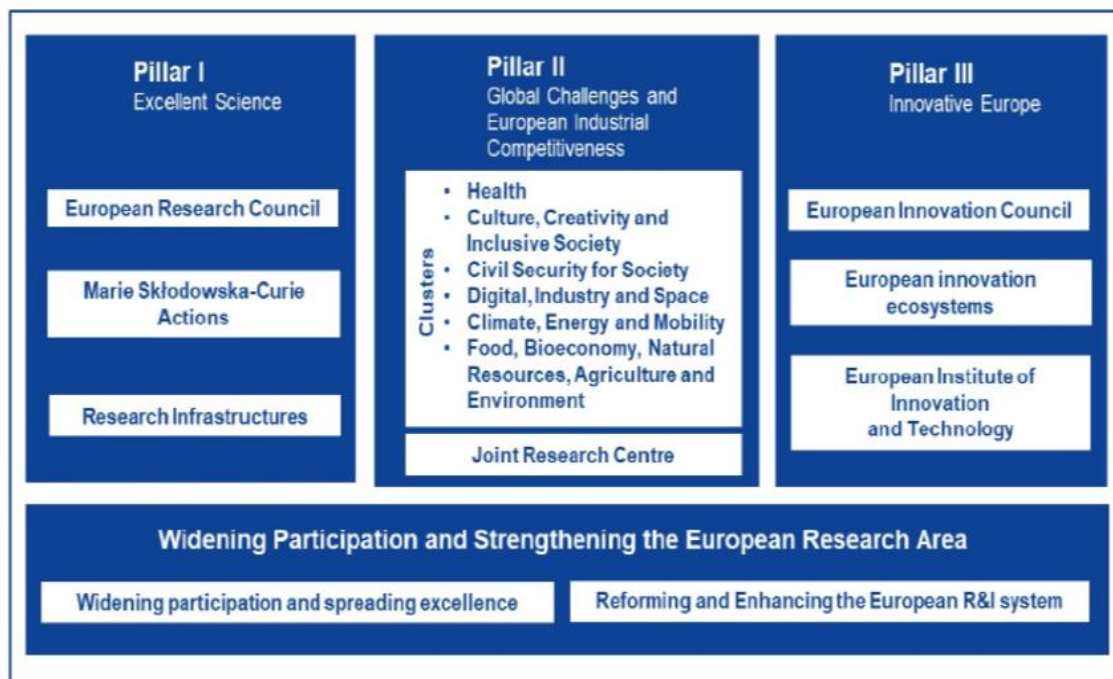 Pillar I
Excellent Science
European Research Council
Marie Skłodowska-Curie
Actions
Research Infrastructures
Pillar II
Global Challenges and
European Industrial
Competitiveness
Clusters
• Health
• Culture, Creativity and
Inclusive Society
• Civil Security for Society
• Digital, Industry and Space
• Climate, Energy and Mobility
• Food, Bioeconomy, Natural
Resources, Agriculture and
Environment
Joint Research Centre
Pillar III
Innovative Europe
European Innovation Council
European innovation
ecosystems
European Institute of
Innovation
and Technology
Widening Participation and Strengthening the European Research Area
Widening participation and spreading excellence
Reforming and Enhancing the European R&I system